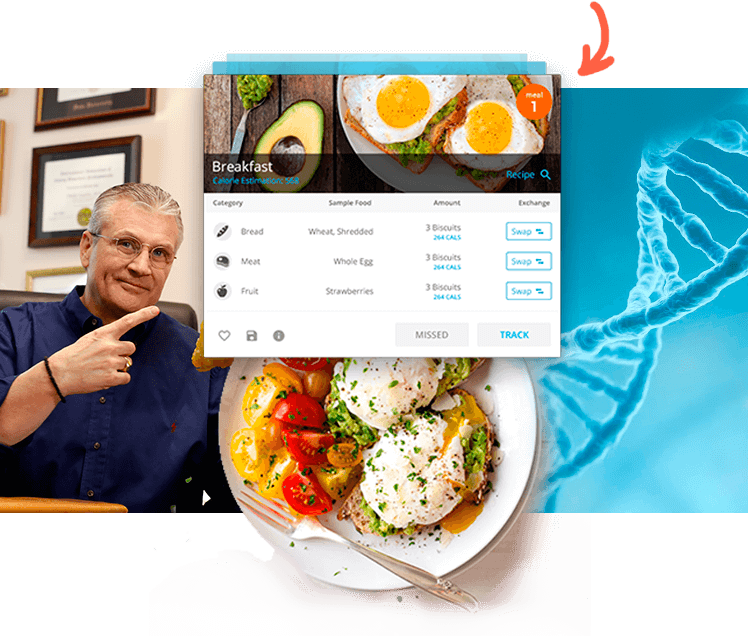 meal
1
Breakfast
Calorie Estimation: 568
Recipe
Category Sample Food Amount Exchange
Bread Wheat, Shredded 3 Biscuits Swap
264 CALS
Meat Whole Egg 3 Biscuits Swap
264 CALS
Fruit Strawberries 3 Biscuits Swap
264 CALS
MISSED TRACK